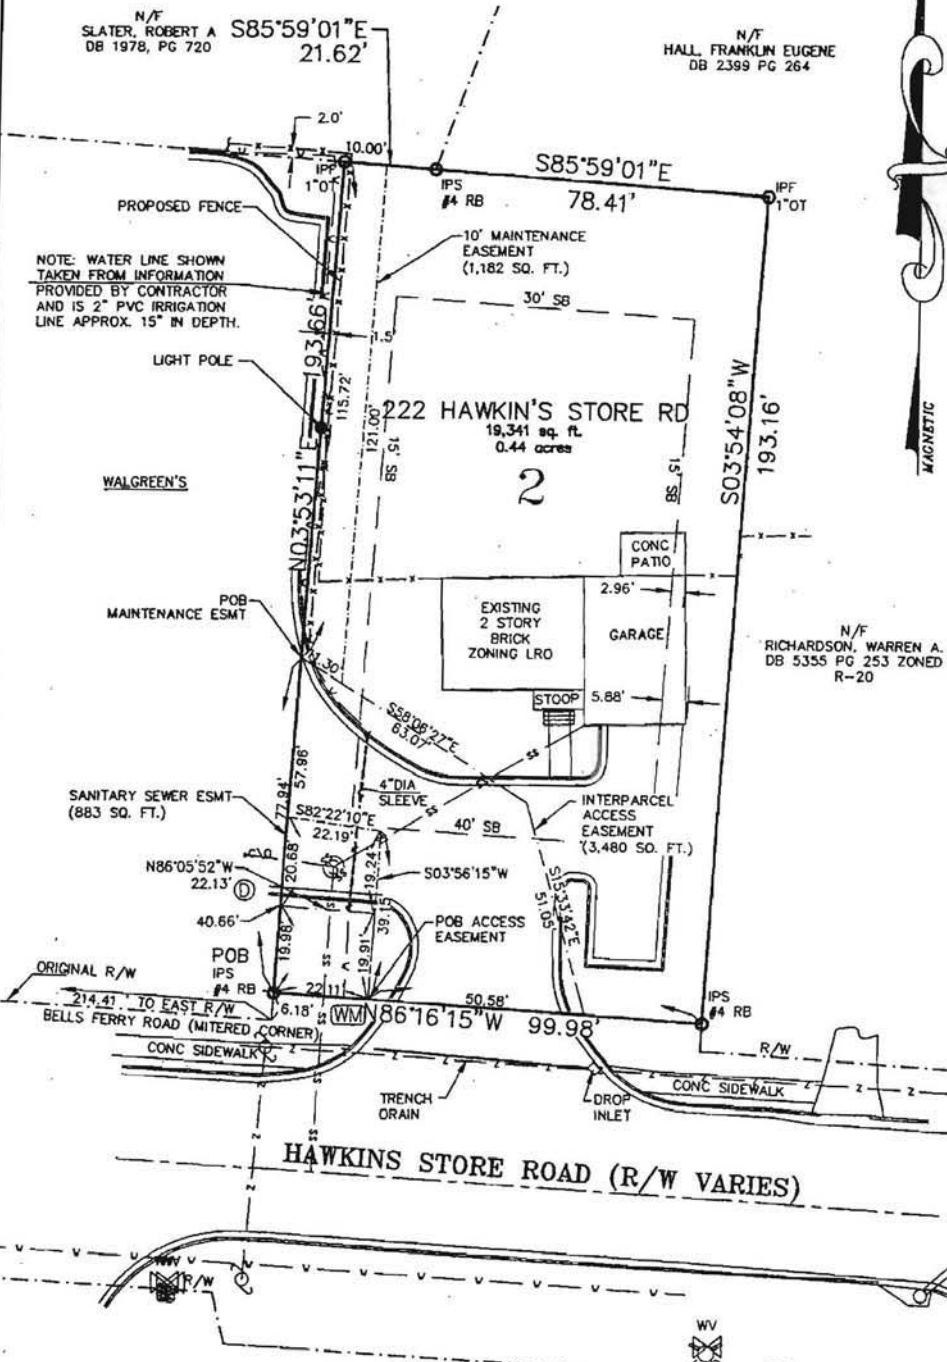 N/F
SLATER, ROBERT A
DB 1978, PG 720
S85°59'01"E
21.62'
N/F
HALL, FRANKLIN EUGENE
DB 2399 PG 264
2.0'
10.00'
IPF
1"OT
IPS
#4 RB
S85°59'01"E
78.41'
IPF
1"OT
PROPOSED FENCE
10' MAINTENANCE
EASEMENT
(1,182 SQ. FT.)
NOTE: WATER LINE SHOWN
TAKEN FROM INFORMATION
PROVIDED BY CONTRACTOR
AND IS 2" PVC IRRIGATION
LINE APPROX. 15" IN DEPTH.
30' SB
1.5'
LIGHT POLE
N03°53'11"E 193.66'
115.72'
121.00'
15' SB
222 HAWKIN'S STORE RD
19,341 sq. ft.
0.44 acres
2
15' SB
S03°54'08"W
193.16'
MAGNETIC
WALGREEN'S
CONC
PATIO
2.96'
POB
MAINTENANCE ESMT
EXISTING
2 STORY
BRICK
ZONING LRO
GARAGE
N/F
RICHARDSON, WARREN A.
DB 5355 PG 253 ZONED
R-20
STOOP
5.88'
S58°06'27"E
63.07'
57.96'
77.94'
4"DIA
SLEEVE
SANITARY SEWER ESMT
(883 SQ. FT.)
S82°22'10"E
22.19'
40' SB
INTERPARCEL
ACCESS
EASEMENT
(3,480 SQ. FT.)
N86°05'52"W
22.13'
D
20.68'
19.24'
S03°56'15"W
39.15'
S15°33'42"E
51.05'
40.66'
19.98'
19.91'
POB ACCESS
EASEMENT
POB
IPS
#4 RB
ORIGINAL R/W
22.11'
50.58'
IPS
#4 RB
214.41' TO EAST R/W
BELLS FERRY ROAD (MITERED CORNER)
6.18'
WM
N86°16'15"W 99.98'
R/W
CONC SIDEWALK
TRENCH
DRAIN
DROP
INLET
CONC SIDEWALK
HAWKINS STORE ROAD (R/W VARIES)
R/W
WV